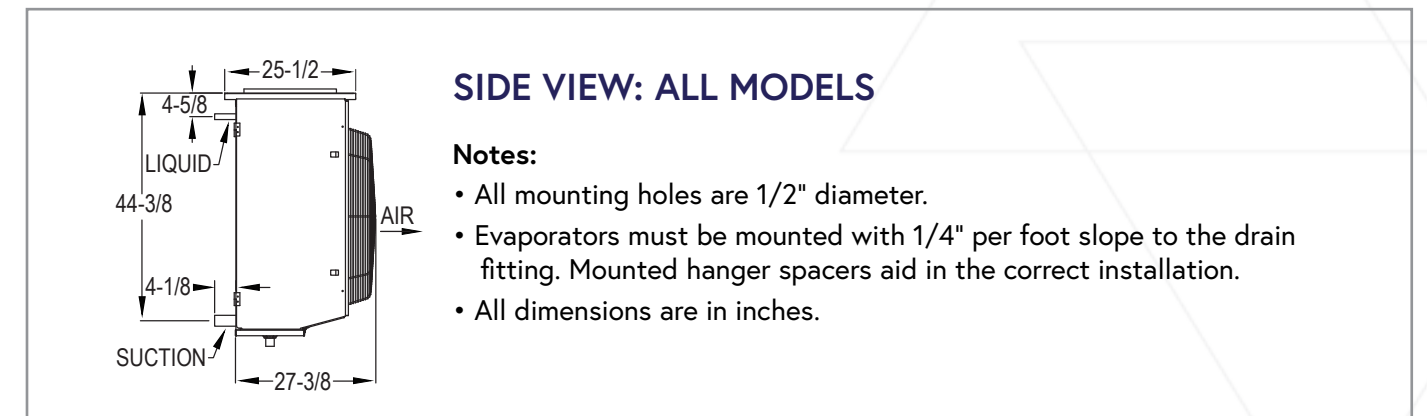 25-1/2
4-5/8
LIQUID
44-3/8
AIR
4-1/8
SUCTION
27-3/8
SIDE VIEW: ALL MODELS
Notes:
• All mounting holes are 1/2" diameter.
• Evaporators must be mounted with 1/4" per foot slope to the drain
fitting. Mounted hanger spacers aid in the correct installation.
• All dimensions are in inches.